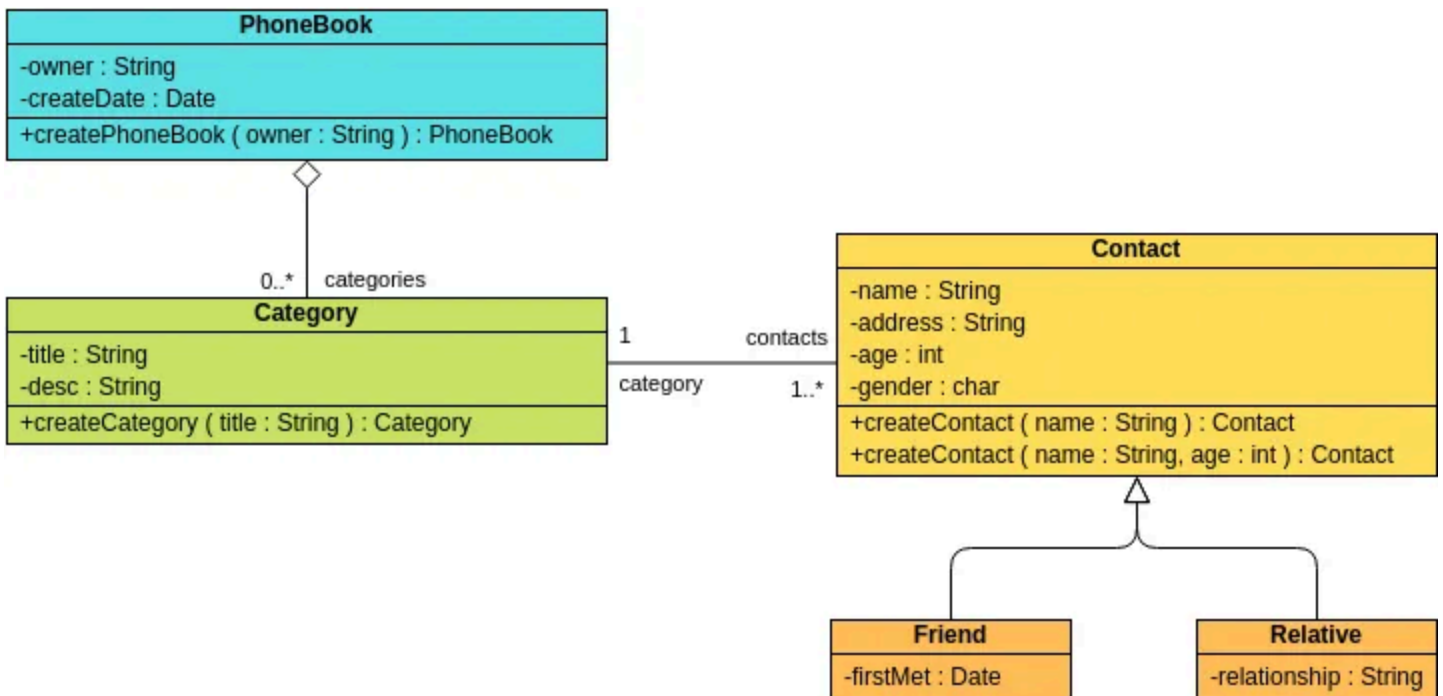 PhoneBook
-owner : String
-createDate : Date
+createPhoneBook ( owner : String ) : PhoneBook
0..* categories
Category
-title : String
-desc : String
+createCategory ( title : String ) : Category
1
category
contacts
1..*
Contact
-name : String
-address : String
-age : int
-gender : char
+createContact ( name : String ) : Contact
+createContact ( name : String, age : int ) : Contact
Friend
-firstMet : Date
Relative
-relationship : String